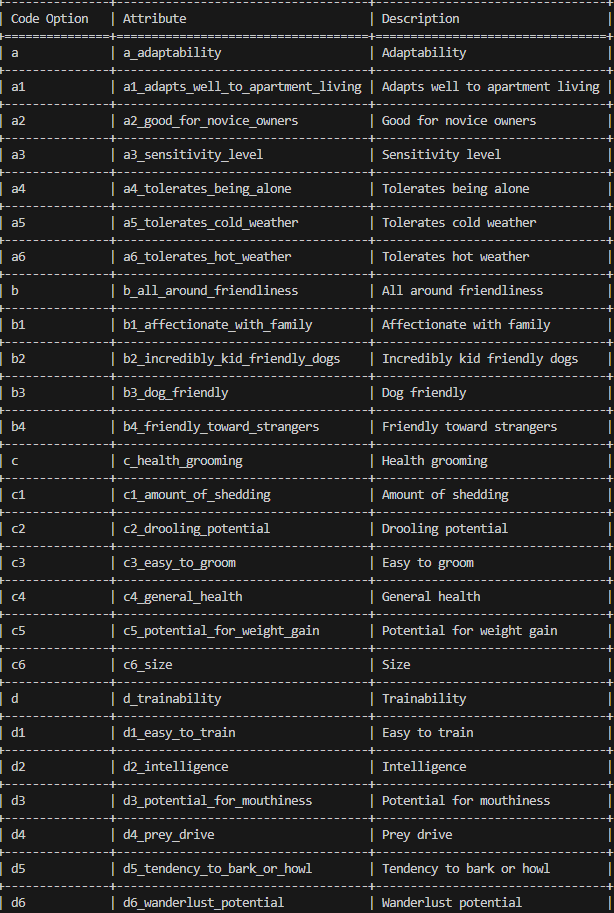 Code Option | Attribute | Description
a | a_adaptability | Adaptability
a1 | a1_adapts_well_to_apartment_living | Adapts well to apartment living
a2 | a2_good_for_novice_owners | Good for novice owners
a3 | a3_sensitivity_level | Sensitivity level
a4 | a4_tolerates_being_alone | Tolerates being alone
a5 | a5_tolerates_cold_weather | Tolerates cold weather
a6 | a6_tolerates_hot_weather | Tolerates hot weather
b | b_all_around_friendliness | All around friendliness
b1 | b1_affectionate_with_family | Affectionate with family
b2 | b2_incredibly_kid_friendly_dogs | Incredibly kid friendly dogs
b3 | b3_dog_friendly | Dog friendly
b4 | b4_friendly_toward_strangers | Friendly toward strangers
c | c_health_grooming | Health grooming
c1 | c1_amount_of_shedding | Amount of shedding
c2 | c2_drooling_potential | Drooling potential
c3 | c3_easy_to_groom | Easy to groom
c4 | c4_general_health | General health
c5 | c5_potential_for_weight_gain | Potential for weight gain
c6 | c6_size | Size
d | d_trainability | Trainability
d1 | d1_easy_to_train | Easy to train
d2 | d2_intelligence | Intelligence
d3 | d3_potential_for_mouthiness | Potential for mouthiness
d4 | d4_prey_drive | Prey drive
d5 | d5_tendency_to_bark_or_howl | Tendency to bark or howl
d6 | d6_wanderlust_potential | Wanderlust potential